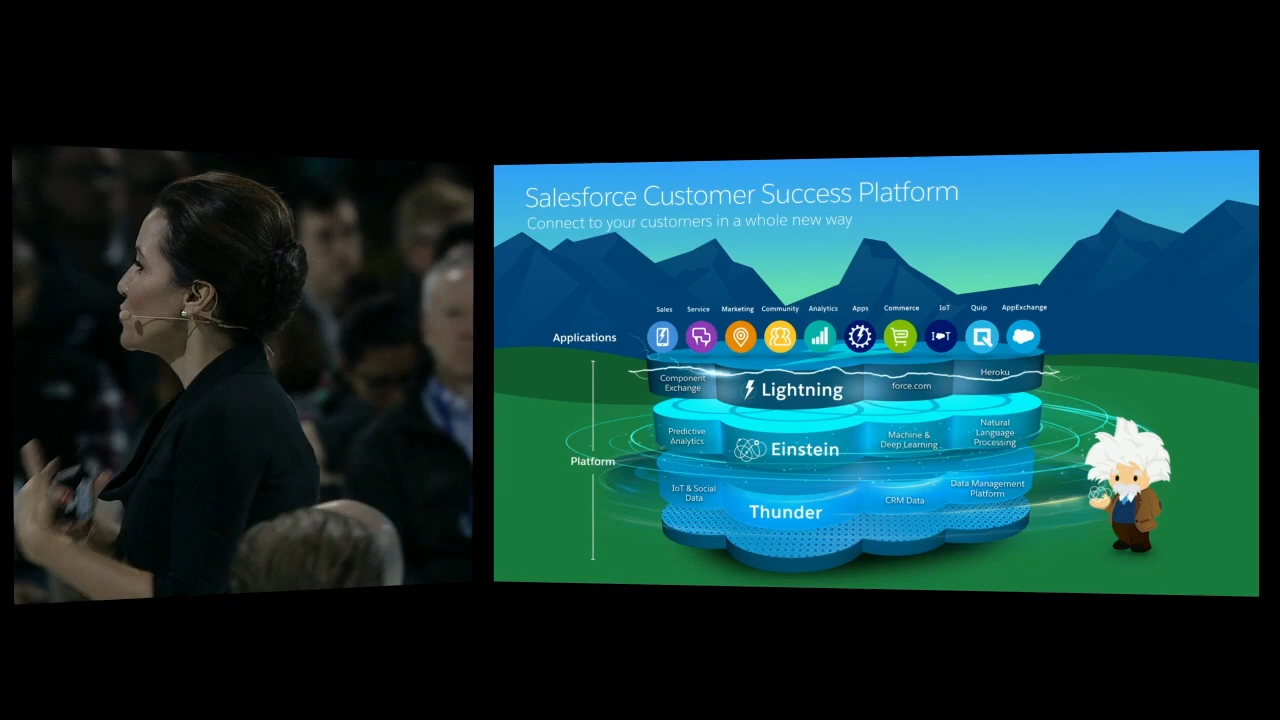 Salesforce Customer Success Platform
Connect to your customers in a whole new way
Sales Service Marketing Community Analytics Apps Commerce IoT Quip AppExchange
Applications
Component
Exchange
Lightning
force.com
Heroku
Predictive
Analytics
Einstein
Machine &
Deep Learning
Natural
Language
Processing
Platform
IoT & Social
Data
Thunder
CRM Data
Data Management
Platform